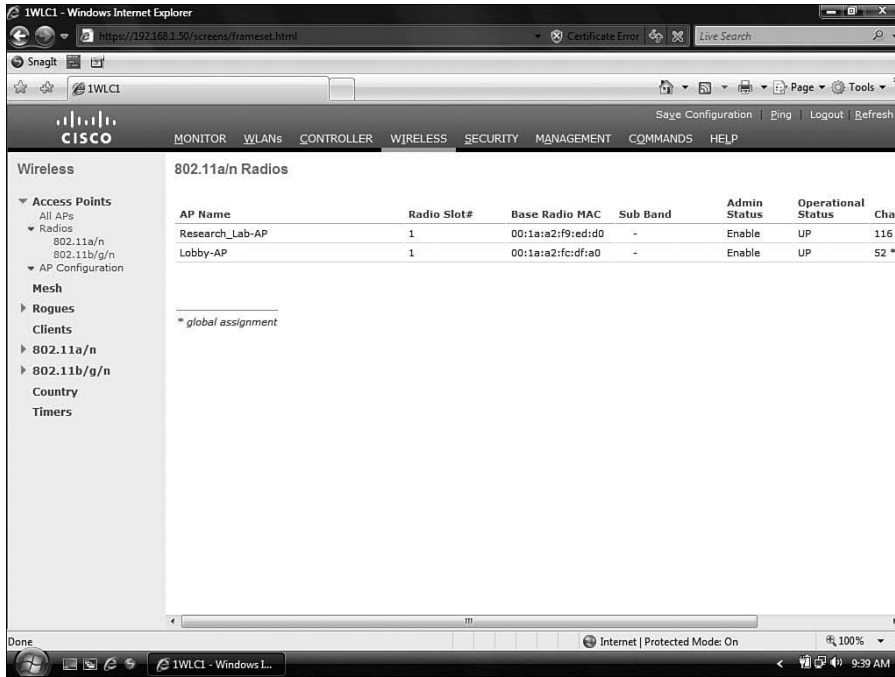 1WLC1 - Windows Internet Explorer
https://192.168.1.50/screens/frameset.html
Certificate Error
Live Search
SnagIt
1WLC1
Page
Tools
Save Configuration | Ping | Logout | Refresh
CISCO
MONITOR WLANs CONTROLLER WIRELESS SECURITY MANAGEMENT COMMANDS HELP
Wireless
Access Points
All APs
Radios
802.11a/n
802.11b/g/n
AP Configuration
Mesh
Rogues
Clients
802.11a/n
802.11b/g/n
Country
Timers
802.11a/n Radios
AP Name Radio Slot# Base Radio MAC Sub Band Admin Status Operational Status Cha
Research_Lab-AP 1 00:1a:a2:f9:ed:d0 - Enable UP 116
Lobby-AP 1 00:1a:a2:fc:df:a0 - Enable UP 52 *
* global assignment
Done
Internet | Protected Mode: On
100%
1WLC1 - Windows I...
9:39 AM